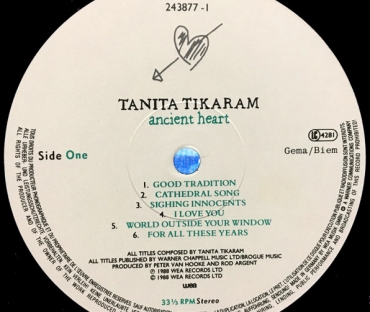 243877 - 1
TANITA TIKARAM
ancient heart
Side One
LC 4281
Gema/Biem
1. GOOD TRADITION
2. CATHEDRAL SONG
3. SIGHING INNOCENTS
4. I LOVE YOU
5. WORLD OUTSIDE YOUR WINDOW
6. FOR ALL THESE YEARS
ALL TITLES COMPOSED BY TANITA TIKARAM
ALL TITLES PUBLISHED BY WARNER CHAPPELL MUSIC LTD/BROGUE MUSIC
PRODUCED BY PETER VAN HOOKE AND ROD ARGENT
℗ 1988 WEA RECORDS LTD
© 1988 WEA RECORDS LTD
wea
33⅓ RPM Stereo